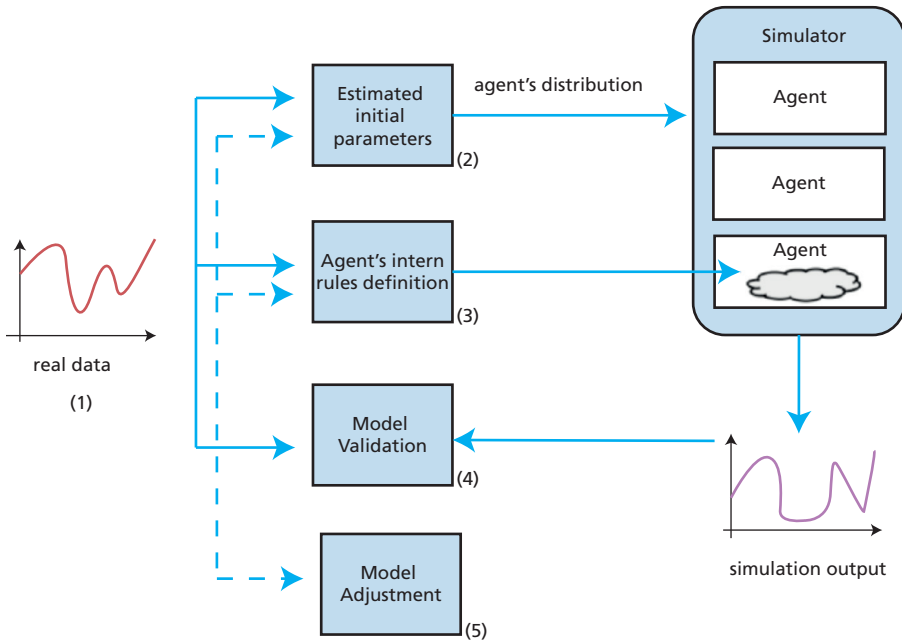 Simulator
Agent
Agent
Agent
Estimated
initial
parameters
(2)
agent's distribution
Agent's intern
rules definition
(3)
real data
(1)
Model
Validation
(4)
simulation output
Model
Adjustment
(5)